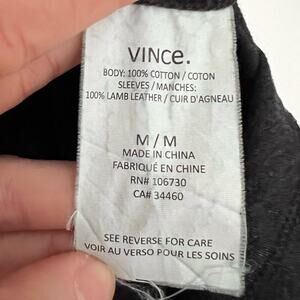 VINCe.
BODY: 100% COTTON / COTON
SLEEVES / MANCHES:
100% LAMB LEATHER / CUIR D'AGNEAU
M / M
MADE IN CHINA
FABRIQUÉ EN CHINE
RN# 106730
CA# 34460
SEE REVERSE FOR CARE
VOIR AU VERSO POUR LES SOINS